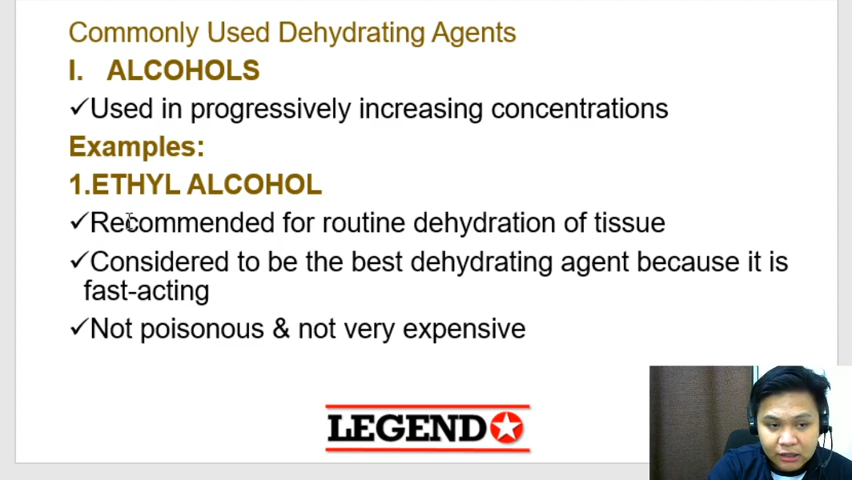 Commonly Used Dehydrating Agents
I. ALCOHOLS
✓Used in progressively increasing concentrations
Examples:
1.ETHYL ALCOHOL
✓Recommended for routine dehydration of tissue
✓Considered to be the best dehydrating agent because it is
fast-acting
✓Not poisonous & not very expensive
LEGEND